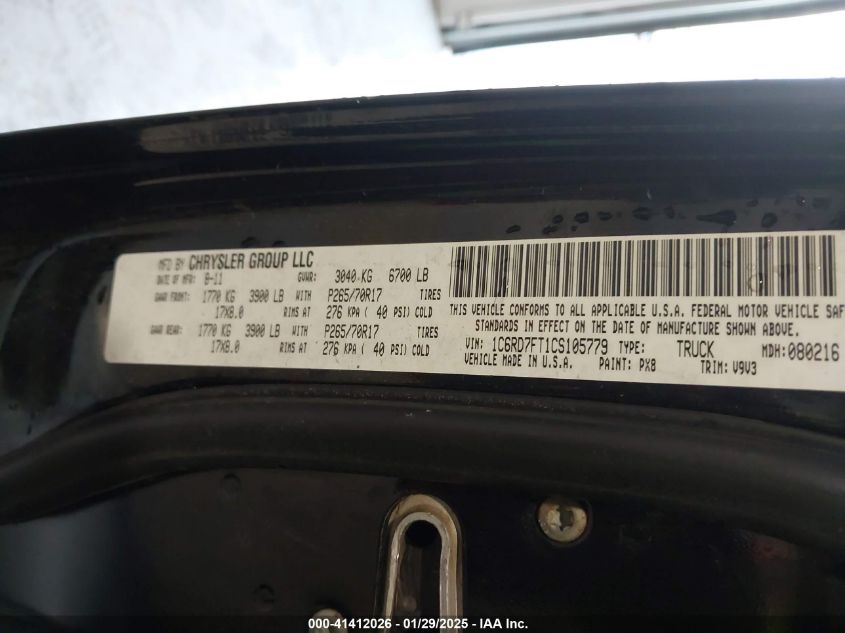 MFD BY CHRYSLER GROUP LLC
DATE OF MFR: 8-11 GVWR: 3040 KG 6700 LB
GAWR FRONT: 1770 KG 3900 LB WITH P265/70R17 TIRES
17X8.0 RIMS AT 276 KPA ( 40 PSI) COLD
GAWR REAR: 1770 KG 3900 LB WITH P265/70R17 TIRES
17X8.0 RIMS AT 276 KPA ( 40 PSI) COLD
THIS VEHICLE CONFORMS TO ALL APPLICABLE U.S.A. FEDERAL MOTOR VEHICLE SAF
STANDARDS IN EFFECT ON THE DATE OF MANUFACTURE SHOWN ABOVE.
VIN: 1C6RD7FT1CS105779 TYPE: TRUCK MDH:080216
VEHICLE MADE IN U.S.A. PAINT: PX8 TRIM: V9V3
000-41412026 - 01/29/2025 - IAA Inc.